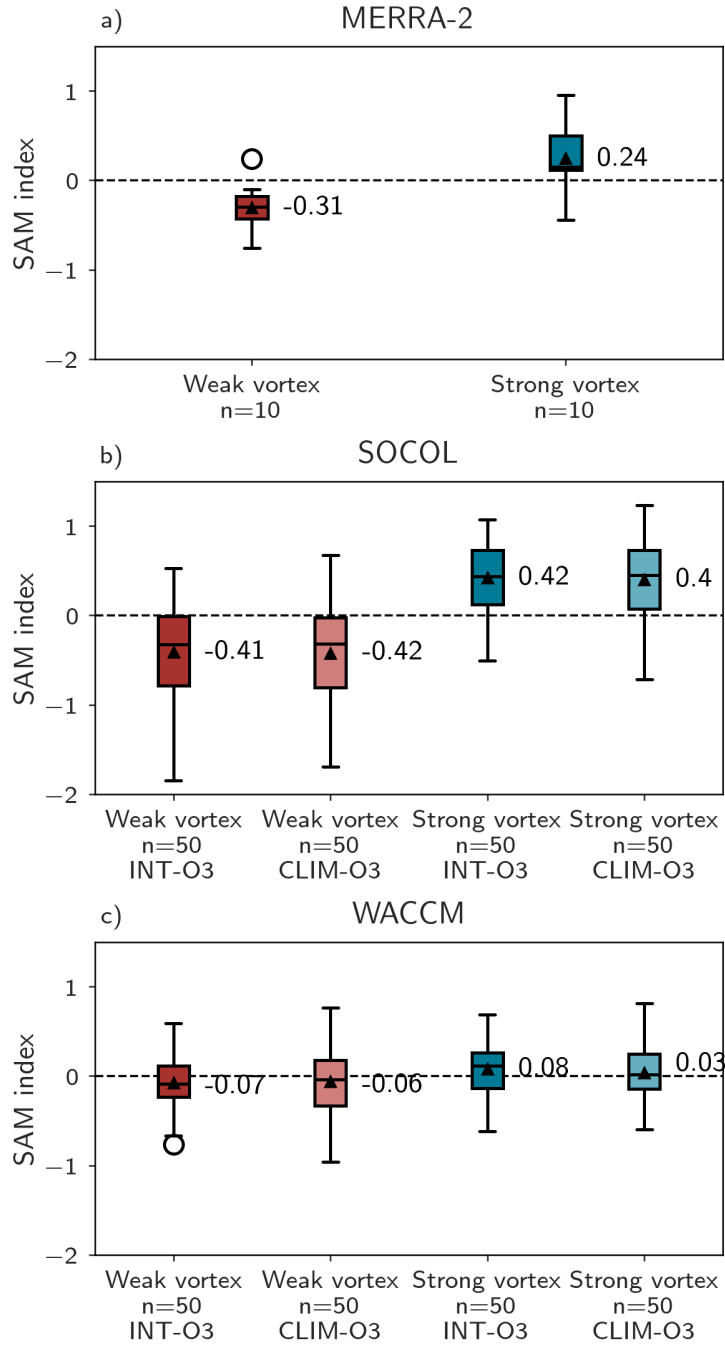 a)
MERRA-2
SAM index
1
0
−1
−2
-0.31
0.24
Weak vortex
n=10
Strong vortex
n=10
b)
SOCOL
SAM index
1
0
−1
−2
-0.41
-0.42
0.42
0.4
Weak vortex
n=50
INT-O3
Weak vortex
n=50
CLIM-O3
Strong vortex
n=50
INT-O3
Strong vortex
n=50
CLIM-O3
c)
WACCM
SAM index
1
0
−1
−2
-0.07
-0.06
0.08
0.03
Weak vortex
n=50
INT-O3
Weak vortex
n=50
CLIM-O3
Strong vortex
n=50
INT-O3
Strong vortex
n=50
CLIM-O3